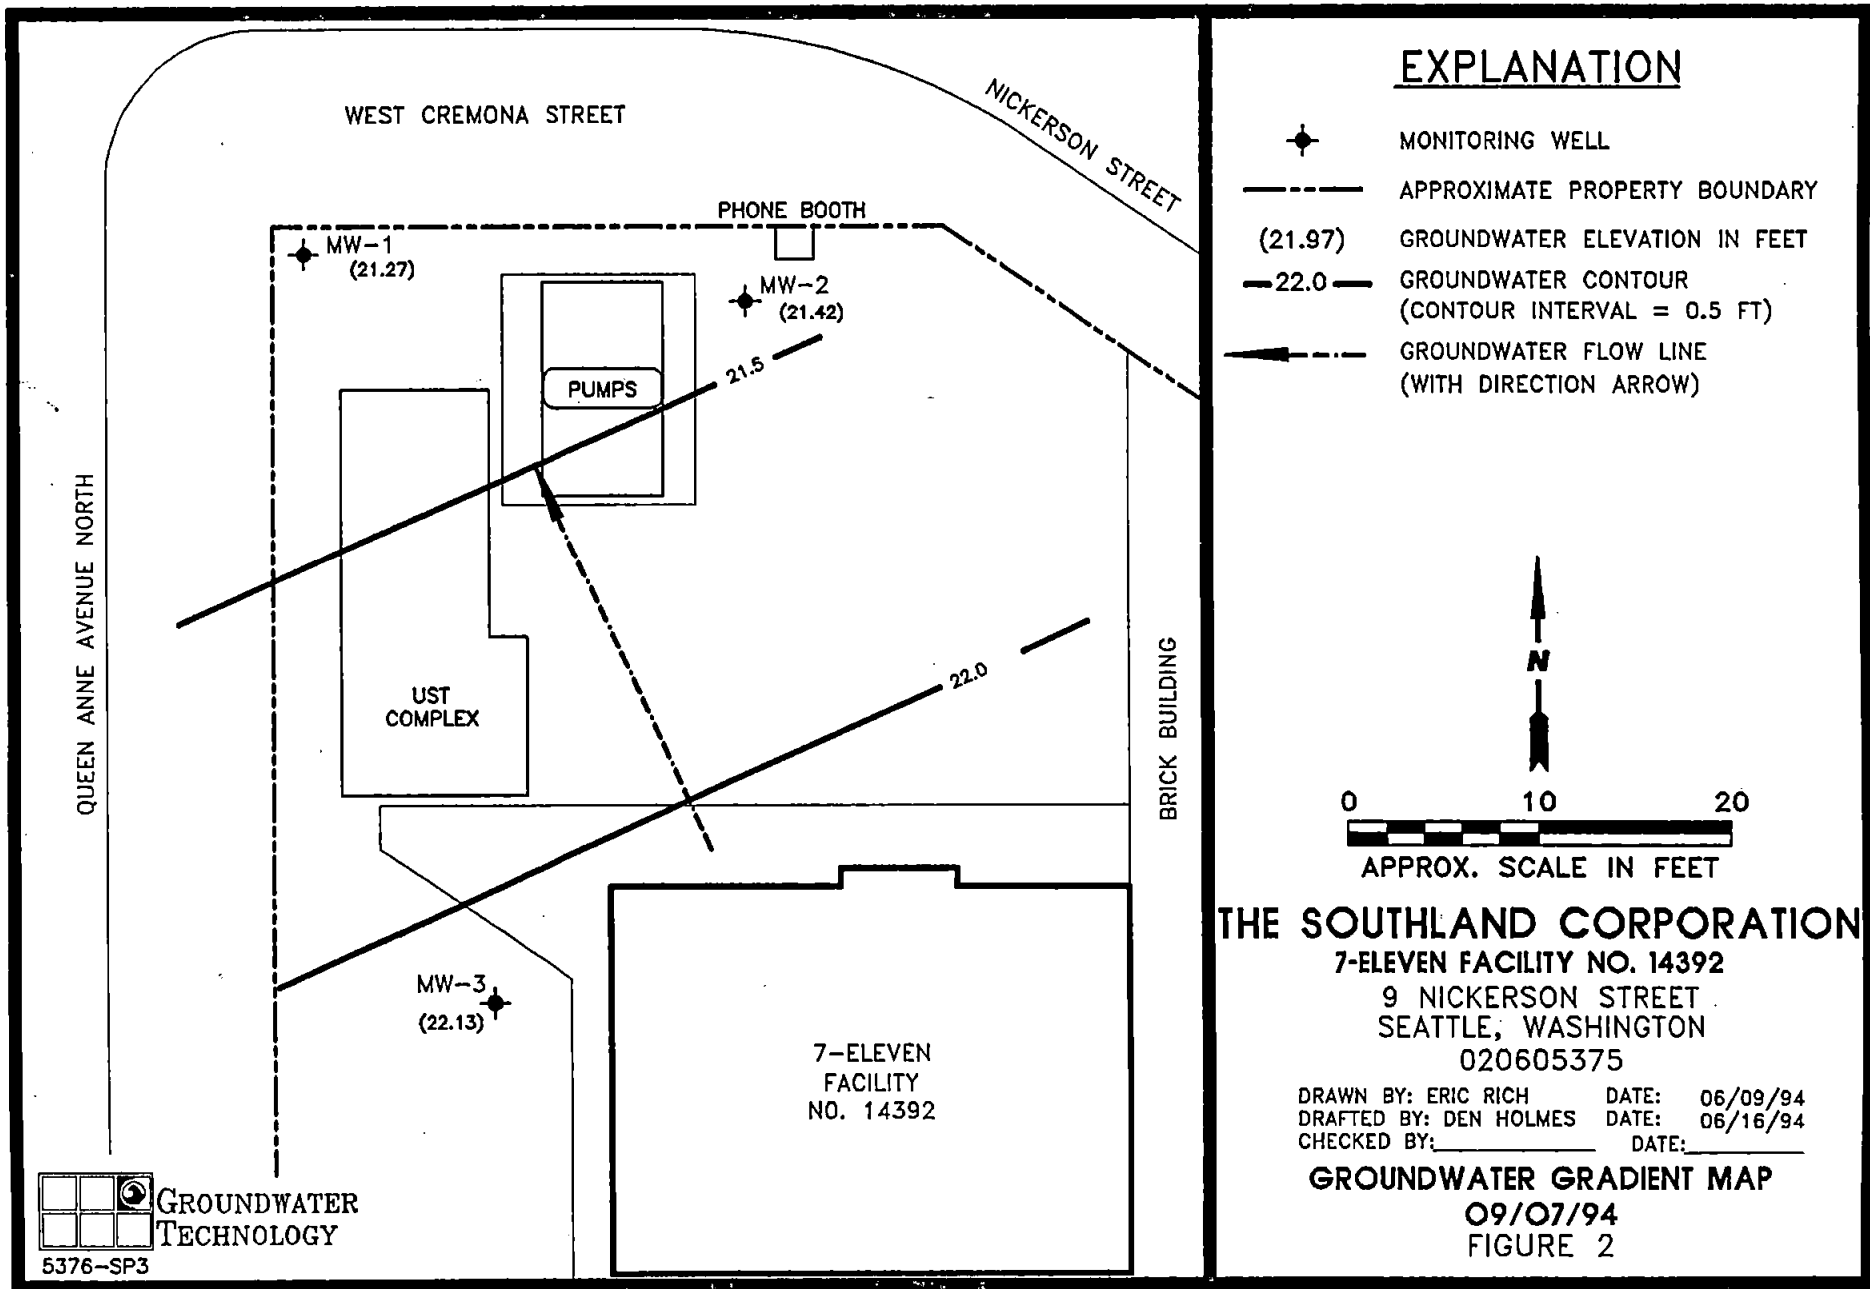 WEST CREMONA STREET
NICKERSON STREET
PHONE BOOTH
MW-1
(21.27)
MW-2
(21.42)
21.5
PUMPS
QUEEN ANNE AVENUE NORTH
UST
COMPLEX
22.0
BRICK BUILDING
MW-3
(22.13)
7-ELEVEN
FACILITY
NO. 14392
GROUNDWATER
TECHNOLOGY
5376-SP3
EXPLANATION
MONITORING WELL
APPROXIMATE PROPERTY BOUNDARY
(21.97) GROUNDWATER ELEVATION IN FEET
22.0 GROUNDWATER CONTOUR
(CONTOUR INTERVAL = 0.5 FT)
GROUNDWATER FLOW LINE
(WITH DIRECTION ARROW)
N
0 10 20
APPROX. SCALE IN FEET
THE SOUTHLAND CORPORATION
7-ELEVEN FACILITY NO. 14392
9 NICKERSON STREET
SEATTLE, WASHINGTON
020605375
DRAWN BY: ERIC RICH DATE: 06/09/94
DRAFTED BY: DEN HOLMES DATE: 06/16/94
CHECKED BY:____________ DATE:____________
GROUNDWATER GRADIENT MAP
09/07/94
FIGURE 2